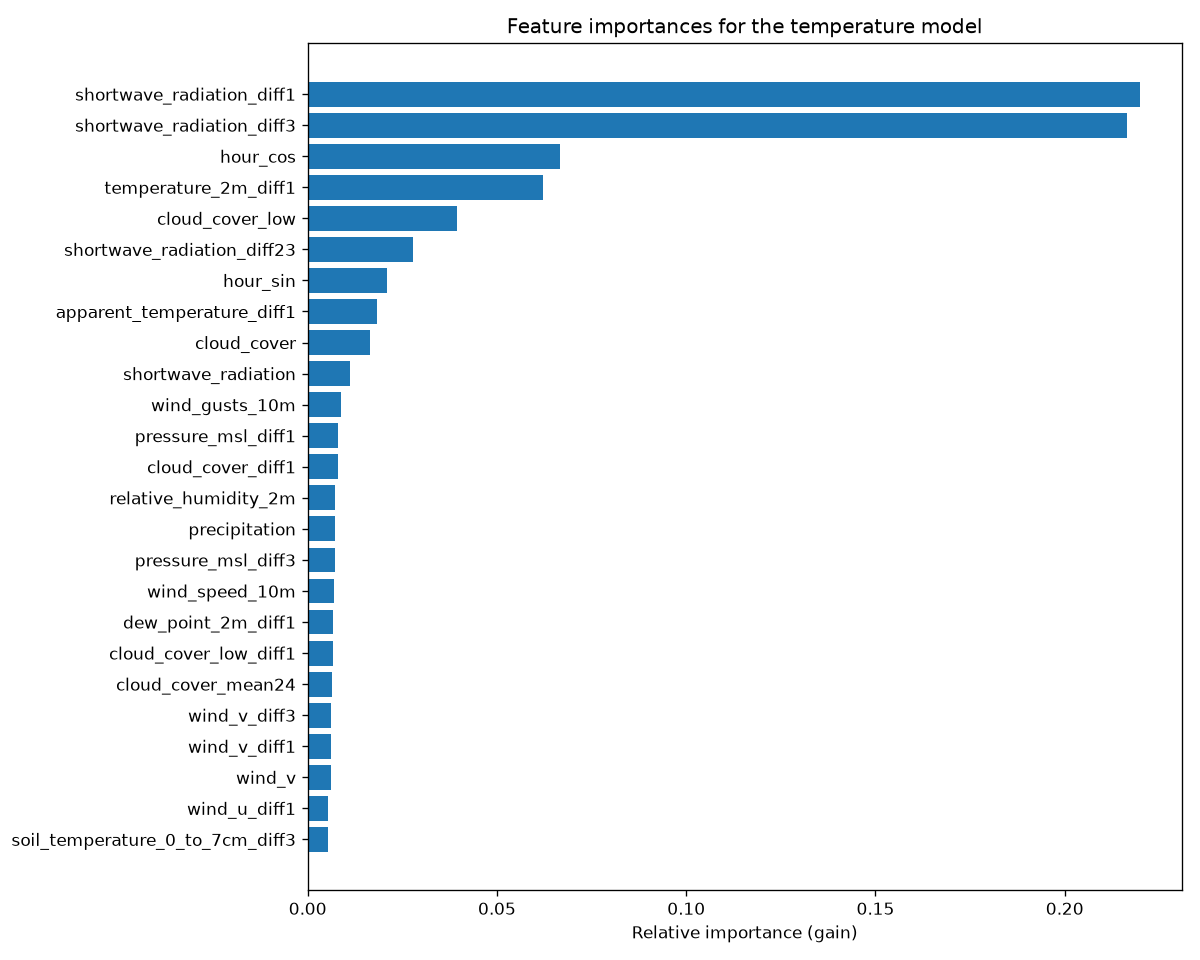 Feature importances for the temperature model
shortwave_radiation_diff1
shortwave_radiation_diff3
hour_cos
temperature_2m_diff1
cloud_cover_low
shortwave_radiation_diff23
hour_sin
apparent_temperature_diff1
cloud_cover
shortwave_radiation
wind_gusts_10m
pressure_msl_diff1
cloud_cover_diff1
relative_humidity_2m
precipitation
pressure_msl_diff3
wind_speed_10m
dew_point_2m_diff1
cloud_cover_low_diff1
cloud_cover_mean24
wind_v_diff3
wind_v_diff1
wind_v
wind_u_diff1
soil_temperature_0_to_7cm_diff3
0.00 0.05 0.10 0.15 0.20
Relative importance (gain)